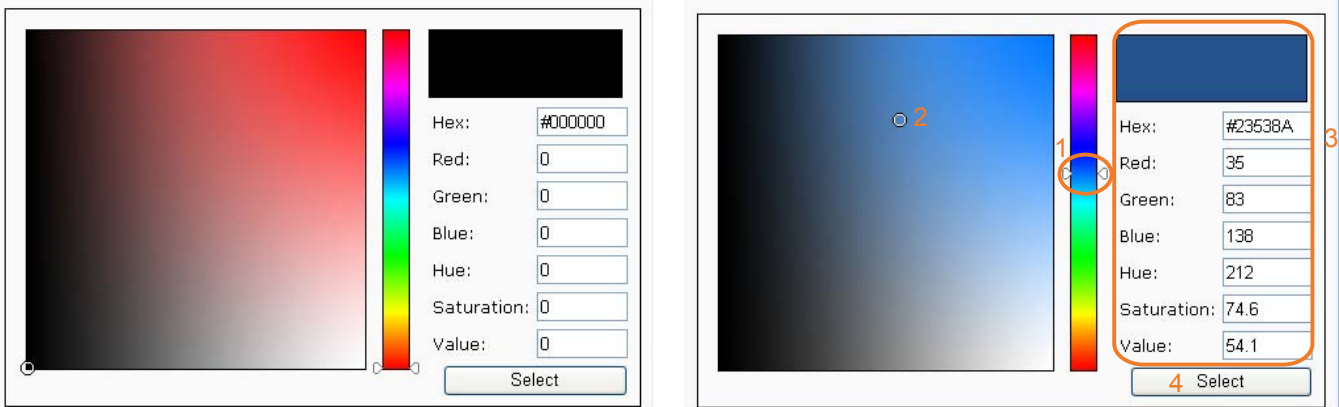 Hex: #000000
Red: 0
Green: 0
Blue: 0
Hue: 0
Saturation: 0
Value: 0
Select
2
1
3
Hex: #23538A
Red: 35
Green: 83
Blue: 138
Hue: 212
Saturation: 74.6
Value: 54.1
4 Select